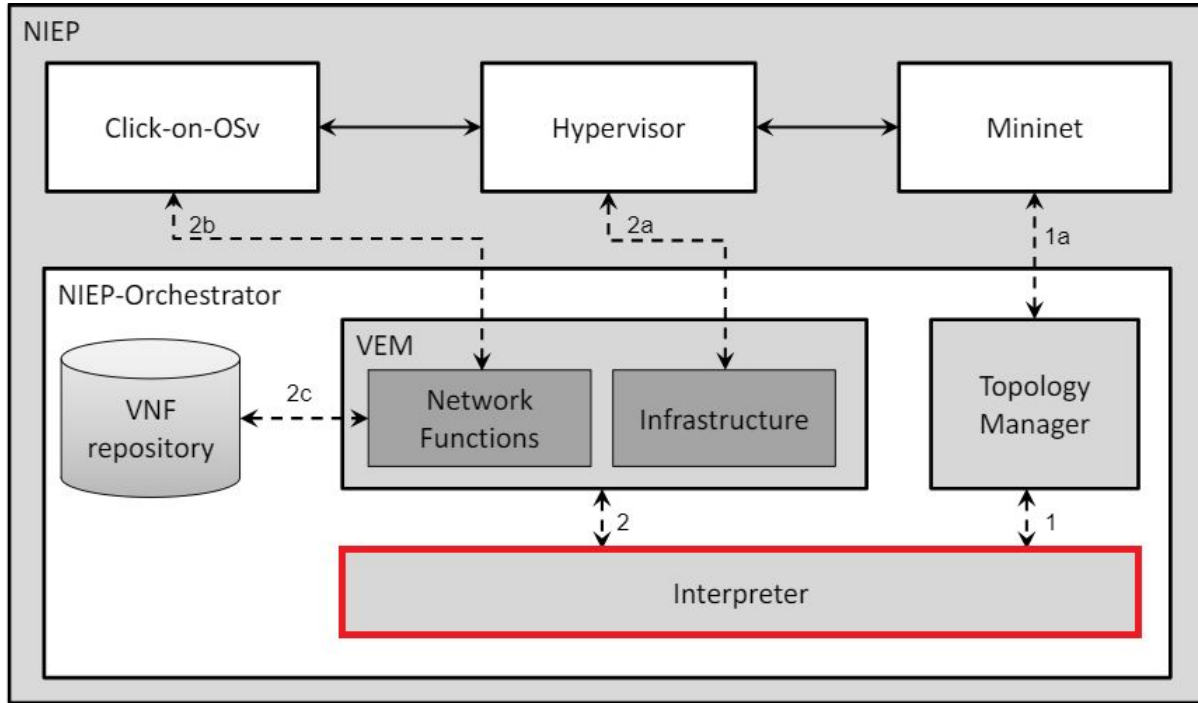 NIEP
Click-on-OSv
Hypervisor
Mininet
2b
2a
1a
NIEP-Orchestrator
VEM
VNF
repository
2c
Network
Functions
Infrastructure
Topology
Manager
2
1
Interpreter